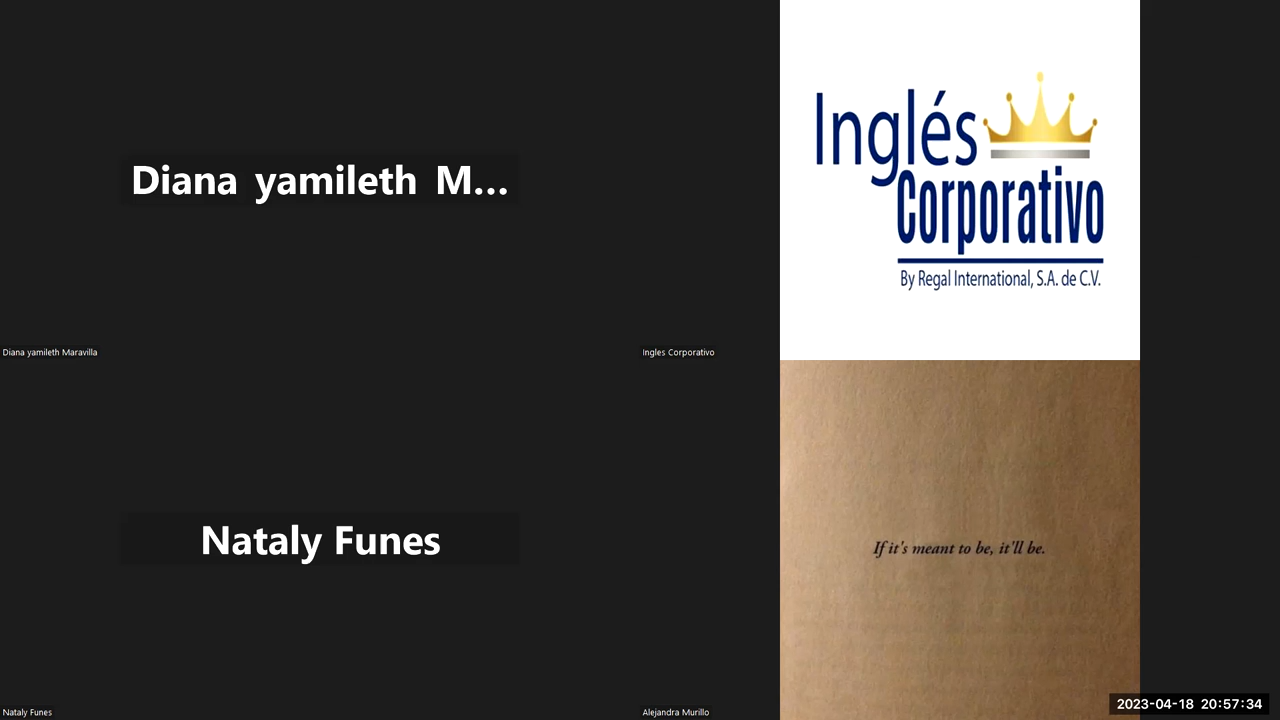 Diana yamileth M...
Diana yamileth Maravilla
Inglés
Corporativo
By Regal International, S.A. de C.V.
Ingles Corporativo
Nataly Funes
Nataly Funes
If it's meant to be, it'll be.
Alejandra Murillo
2023-04-18 20:57:34